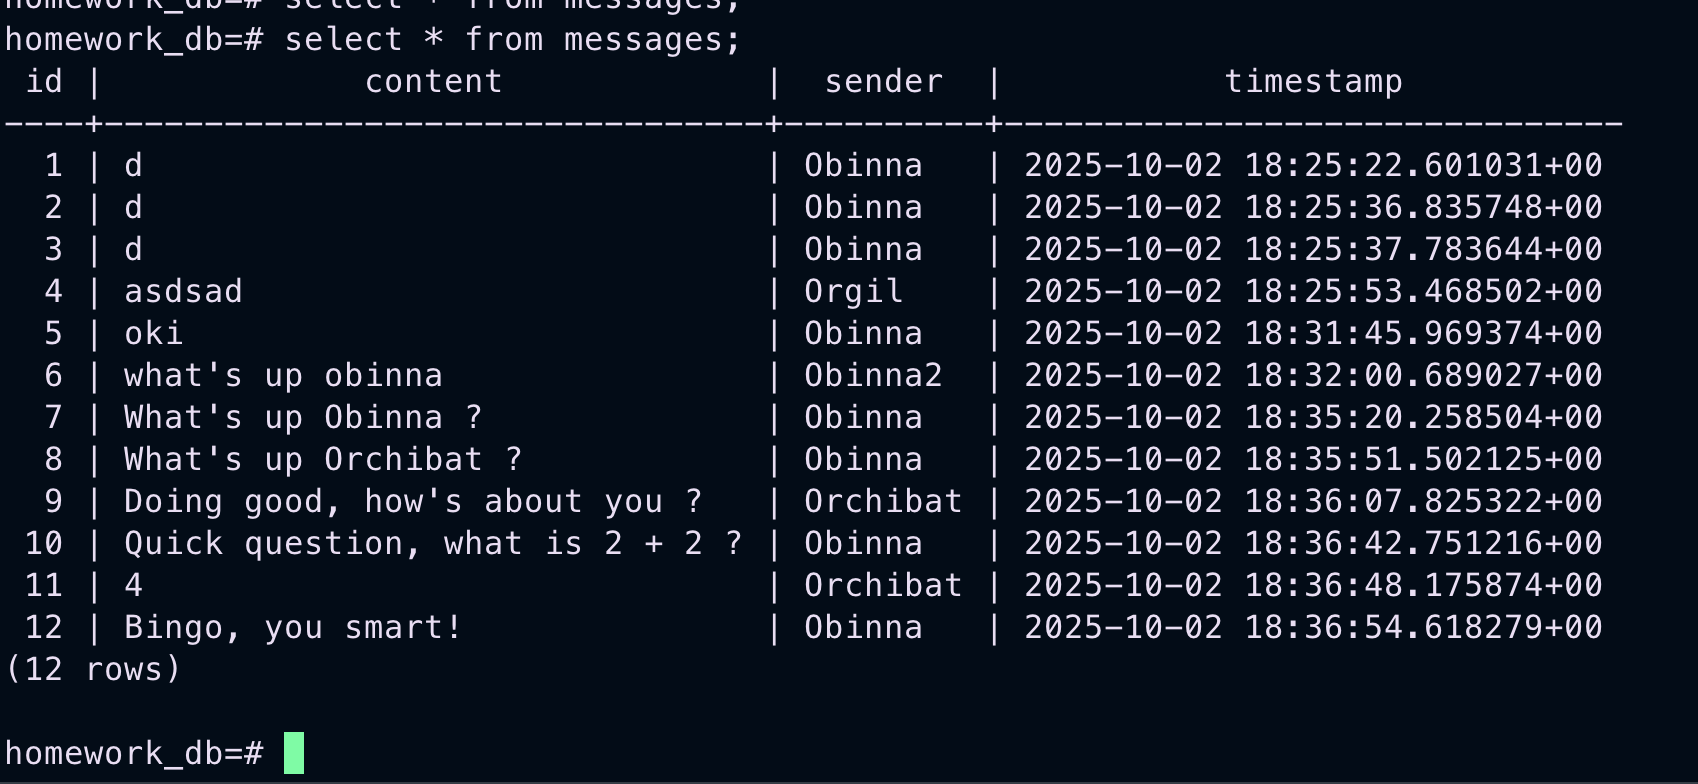 homework_db=# select * from messages;
homework_db=# select * from messages;
 id |             content             |  sender  |           timestamp
----+---------------------------------+----------+-------------------------------
  1 | d                               | Obinna   | 2025-10-02 18:25:22.601031+00
  2 | d                               | Obinna   | 2025-10-02 18:25:36.835748+00
  3 | d                               | Obinna   | 2025-10-02 18:25:37.783644+00
  4 | asdsad                          | Orgil    | 2025-10-02 18:25:53.468502+00
  5 | oki                             | Obinna   | 2025-10-02 18:31:45.969374+00
  6 | what's up obinna                | Obinna2  | 2025-10-02 18:32:00.689027+00
  7 | What's up Obinna ?              | Obinna   | 2025-10-02 18:35:20.258504+00
  8 | What's up Orchibat ?            | Obinna   | 2025-10-02 18:35:51.502125+00
  9 | Doing good, how's about you ?   | Orchibat | 2025-10-02 18:36:07.825322+00
 10 | Quick question, what is 2 + 2 ? | Obinna   | 2025-10-02 18:36:42.751216+00
 11 | 4                               | Orchibat | 2025-10-02 18:36:48.175874+00
 12 | Bingo, you smart!               | Obinna   | 2025-10-02 18:36:54.618279+00
(12 rows)
homework_db=#